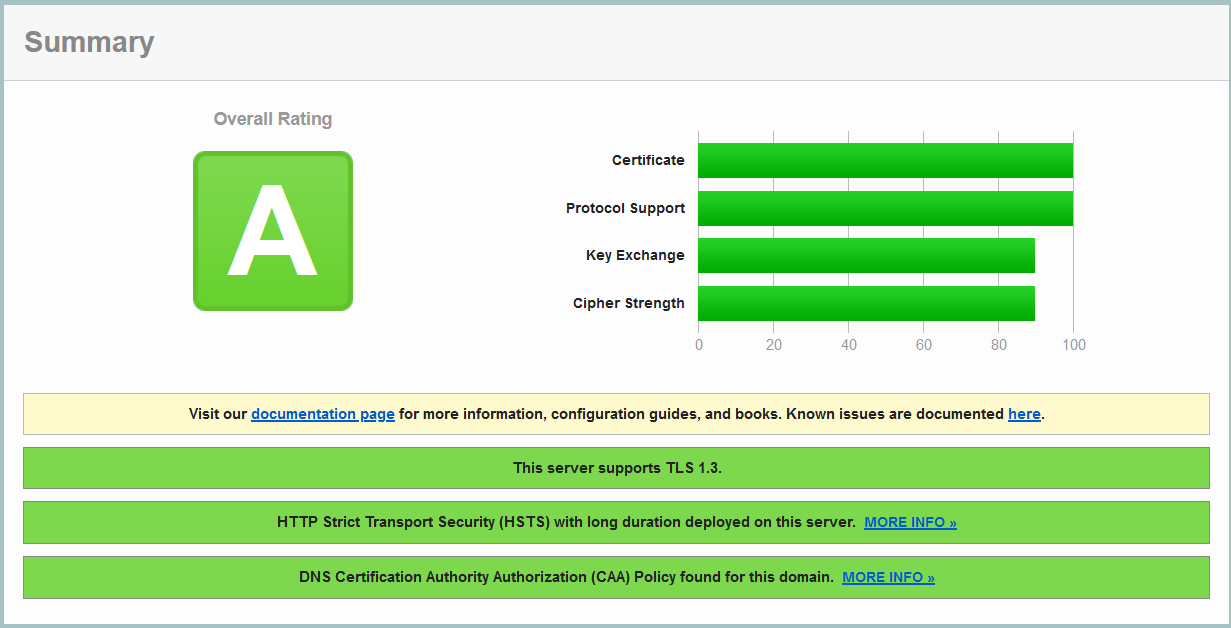 Summary
Overall Rating
A
Certificate
Protocol Support
Key Exchange
Cipher Strength
0 20 40 60 80 100
Visit our documentation page for more information, configuration guides, and books. Known issues are documented here.
This server supports TLS 1.3.
HTTP Strict Transport Security (HSTS) with long duration deployed on this server. MORE INFO »
DNS Certification Authority Authorization (CAA) Policy found for this domain. MORE INFO »